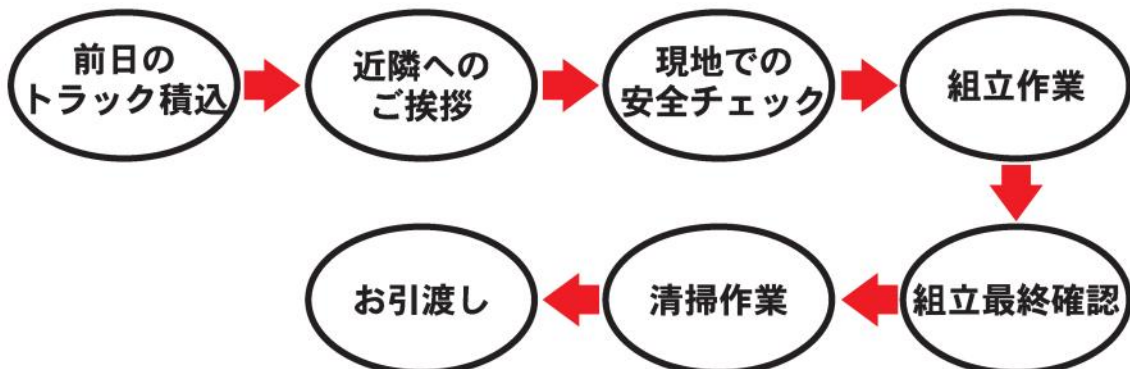 前日の
トラック積込
近隣への
ご挨拶
現地での
安全チェック
組立作業
組立最終確認
清掃作業
お引渡し